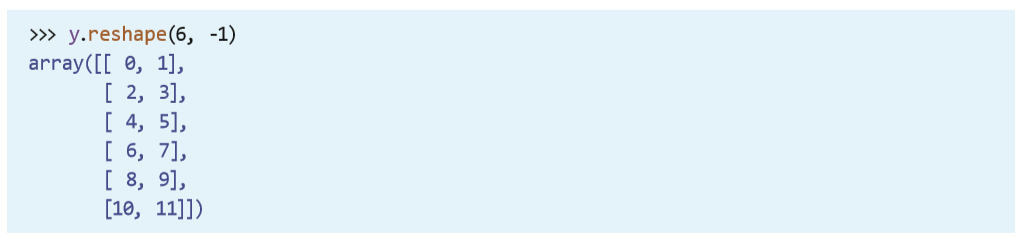 >>> y.reshape(6, -1)
array([[ 0, 1],
       [ 2, 3],
       [ 4, 5],
       [ 6, 7],
       [ 8, 9],
       [10, 11]])